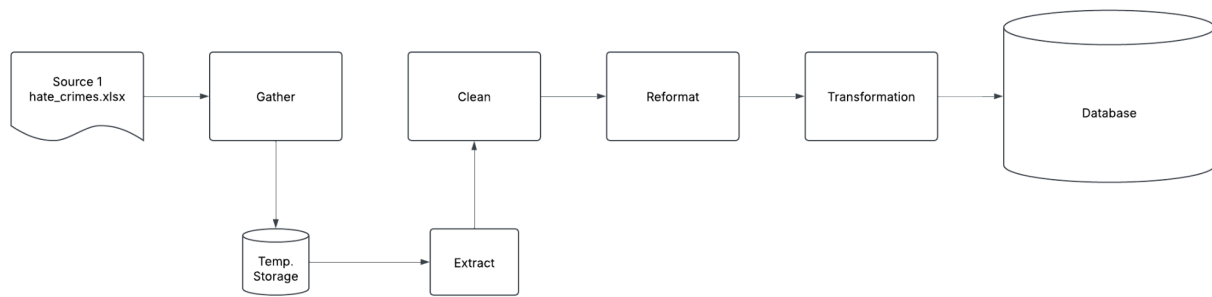 Source 1
hate_crimes.xlsx
Gather
Temp.
Storage
Extract
Clean
Reformat
Transformation
Database